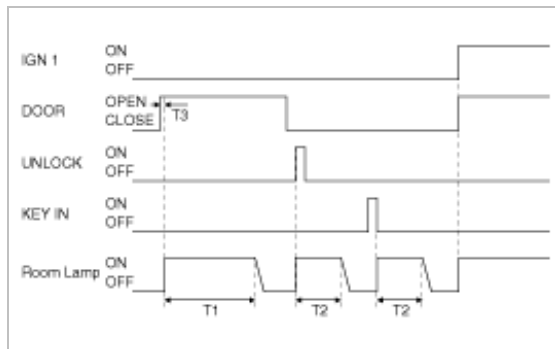 IGN 1 ON
OFF
DOOR OPEN
CLOSE T3
UNLOCK ON
OFF
KEY IN ON
OFF
Room Lamp ON
OFF
T1 T2 T2